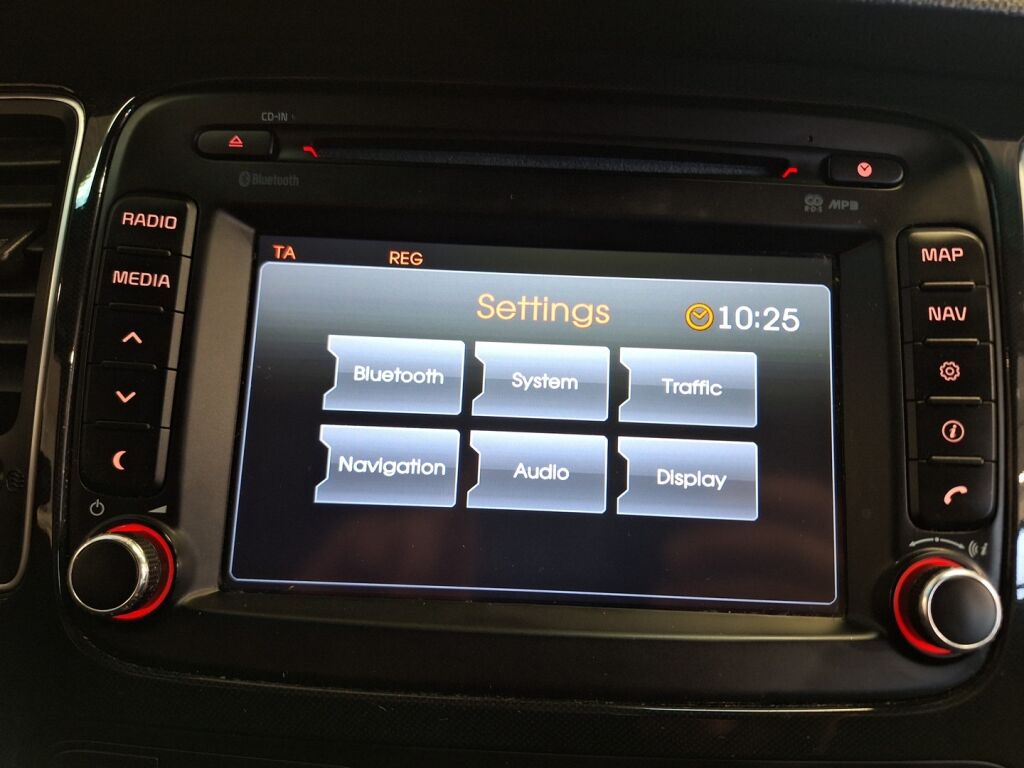 CD-IN
Bluetooth
RDS MP3
RADIO
MEDIA
MAP
NAV
TA REG
Settings 10:25
Bluetooth System Traffic
Navigation Audio Display